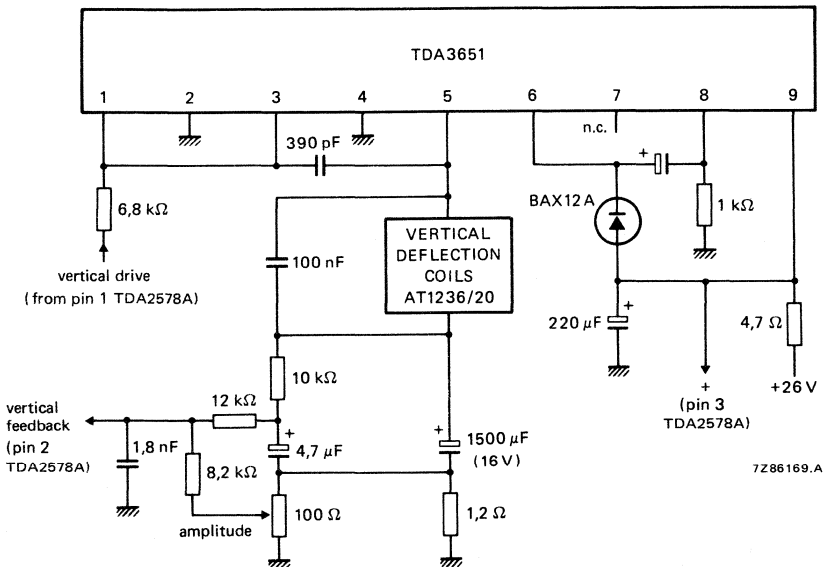 TDA3651
1 2 3 4 5 6 7 8 9
n.c.
390 pF
+
6,8 kΩ
BAX12A
1 kΩ
vertical drive
(from pin 1 TDA2578A)
100 nF
VERTICAL
DEFLECTION
COILS
AT1236/20
+
220 μF
4,7 Ω
10 kΩ
+
(pin 3
TDA2578A)
+26 V
vertical
feedback
(pin 2
TDA2578A)
12 kΩ
1,8 nF
+
4,7 μF
+
1500 μF
(16 V)
8,2 kΩ
7Z86169.A
amplitude
100 Ω
1,2 Ω